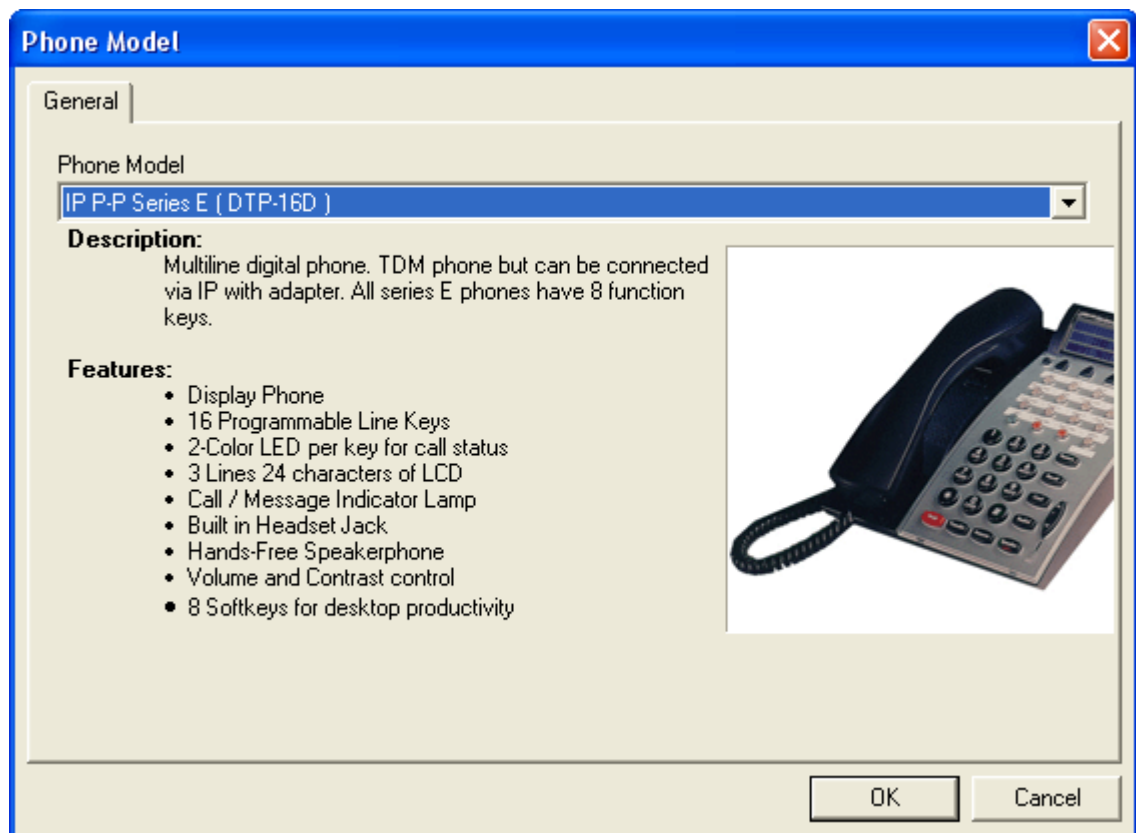 Phone Model
General
Phone Model
IP P-P Series E ( DTP-16D )
Description:
Multiline digital phone. TDM phone but can be connected
via IP with adapter. All series E phones have 8 function
keys.
Features:
• Display Phone
• 16 Programmable Line Keys
• 2-Color LED per key for call status
• 3 Lines 24 characters of LCD
• Call / Message Indicator Lamp
• Built in Headset Jack
• Hands-Free Speakerphone
• Volume and Contrast control
• 8 Softkeys for desktop productivity
OK
Cancel